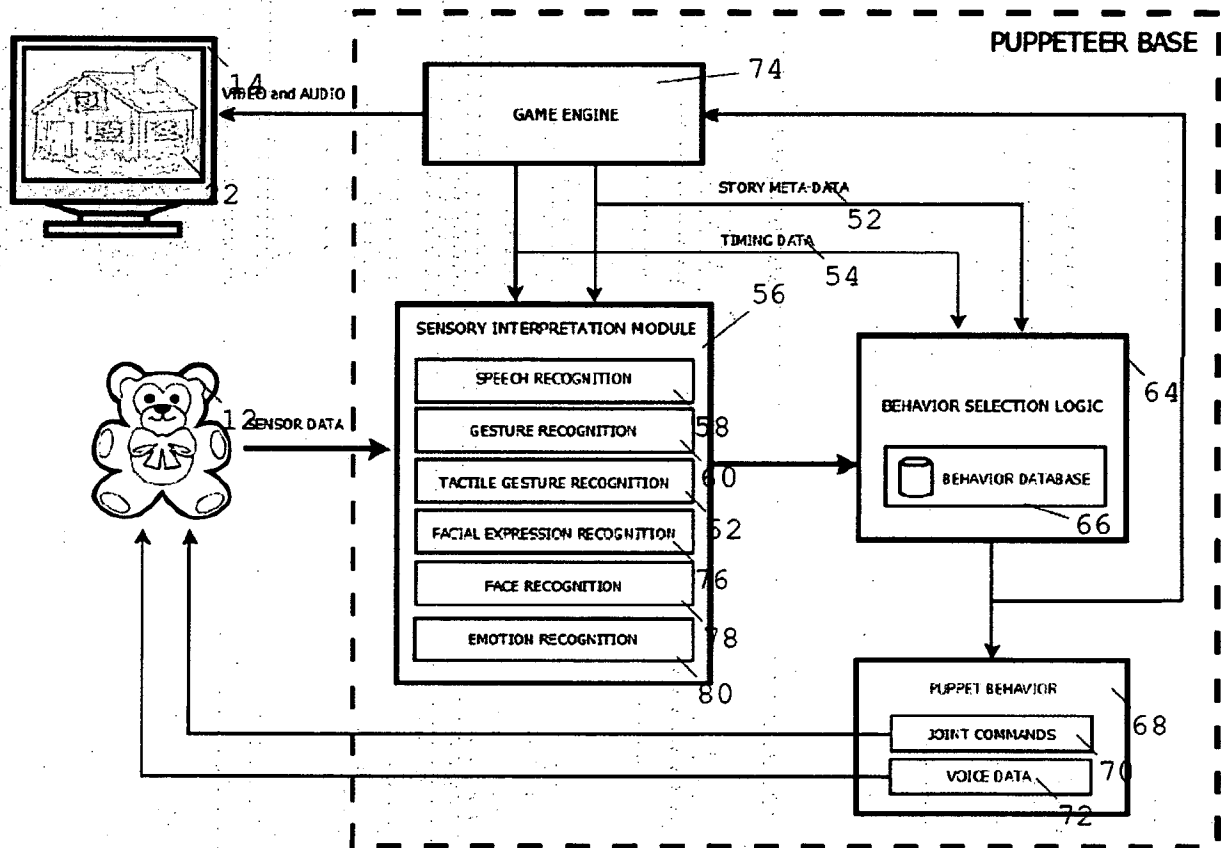 PUPPETEER BASE
74
14
VIDEO and AUDIO
GAME ENGINE
22
STORY META-DATA
52
TIMING DATA
54
56
SENSORY INTERPRETATION MODULE
SPEECH RECOGNITION
58
GESTURE RECOGNITION
60
TACTILE GESTURE RECOGNITION
62
FACIAL EXPRESSION RECOGNITION
76
FACE RECOGNITION
78
EMOTION RECOGNITION
80
12
SENSOR DATA
64
BEHAVIOR SELECTION LOGIC
BEHAVIOR DATABASE
66
PUPPET BEHAVIOR
68
JOINT COMMANDS
70
VOICE DATA
72